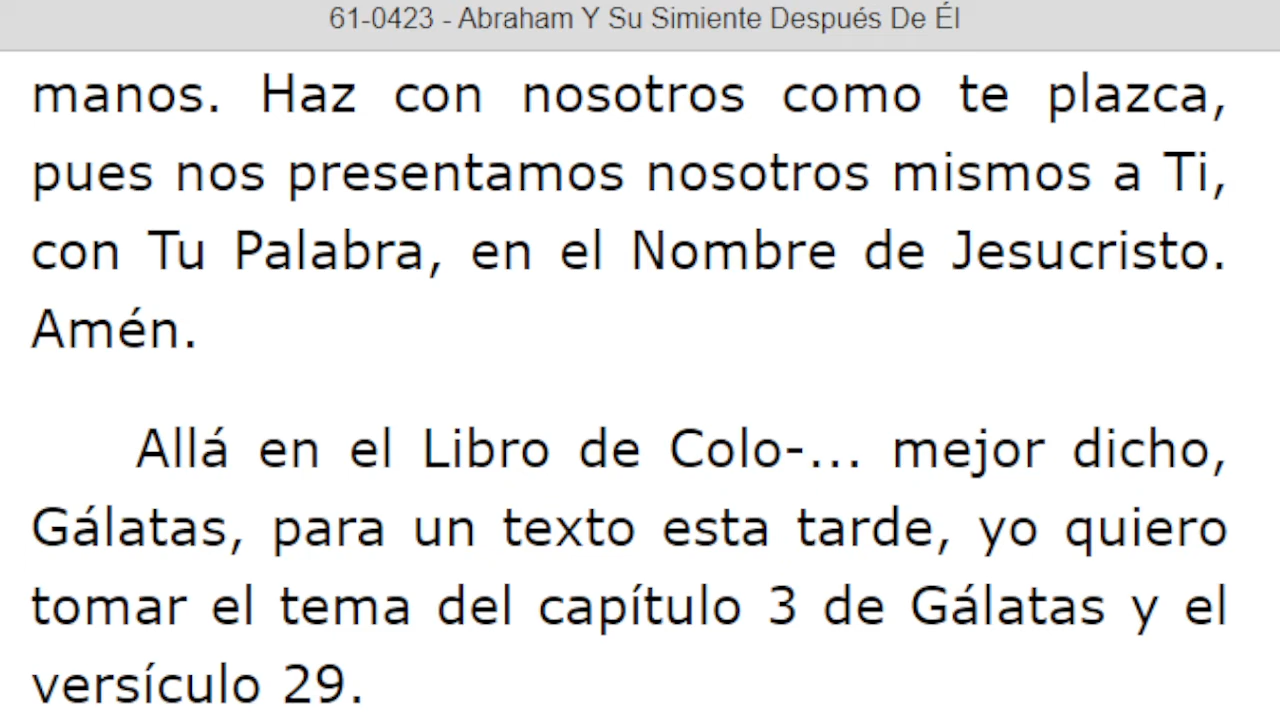 61-0423 - Abraham Y Su Simiente Después De Él
manos. Haz con nosotros como te plazca,
pues nos presentamos nosotros mismos a Ti,
con Tu Palabra, en el Nombre de Jesucristo.
Amén.
Allá en el Libro de Colo-... mejor dicho,
Gálatas, para un texto esta tarde, yo quiero
tomar el tema del capítulo 3 de Gálatas y el
versículo 29.